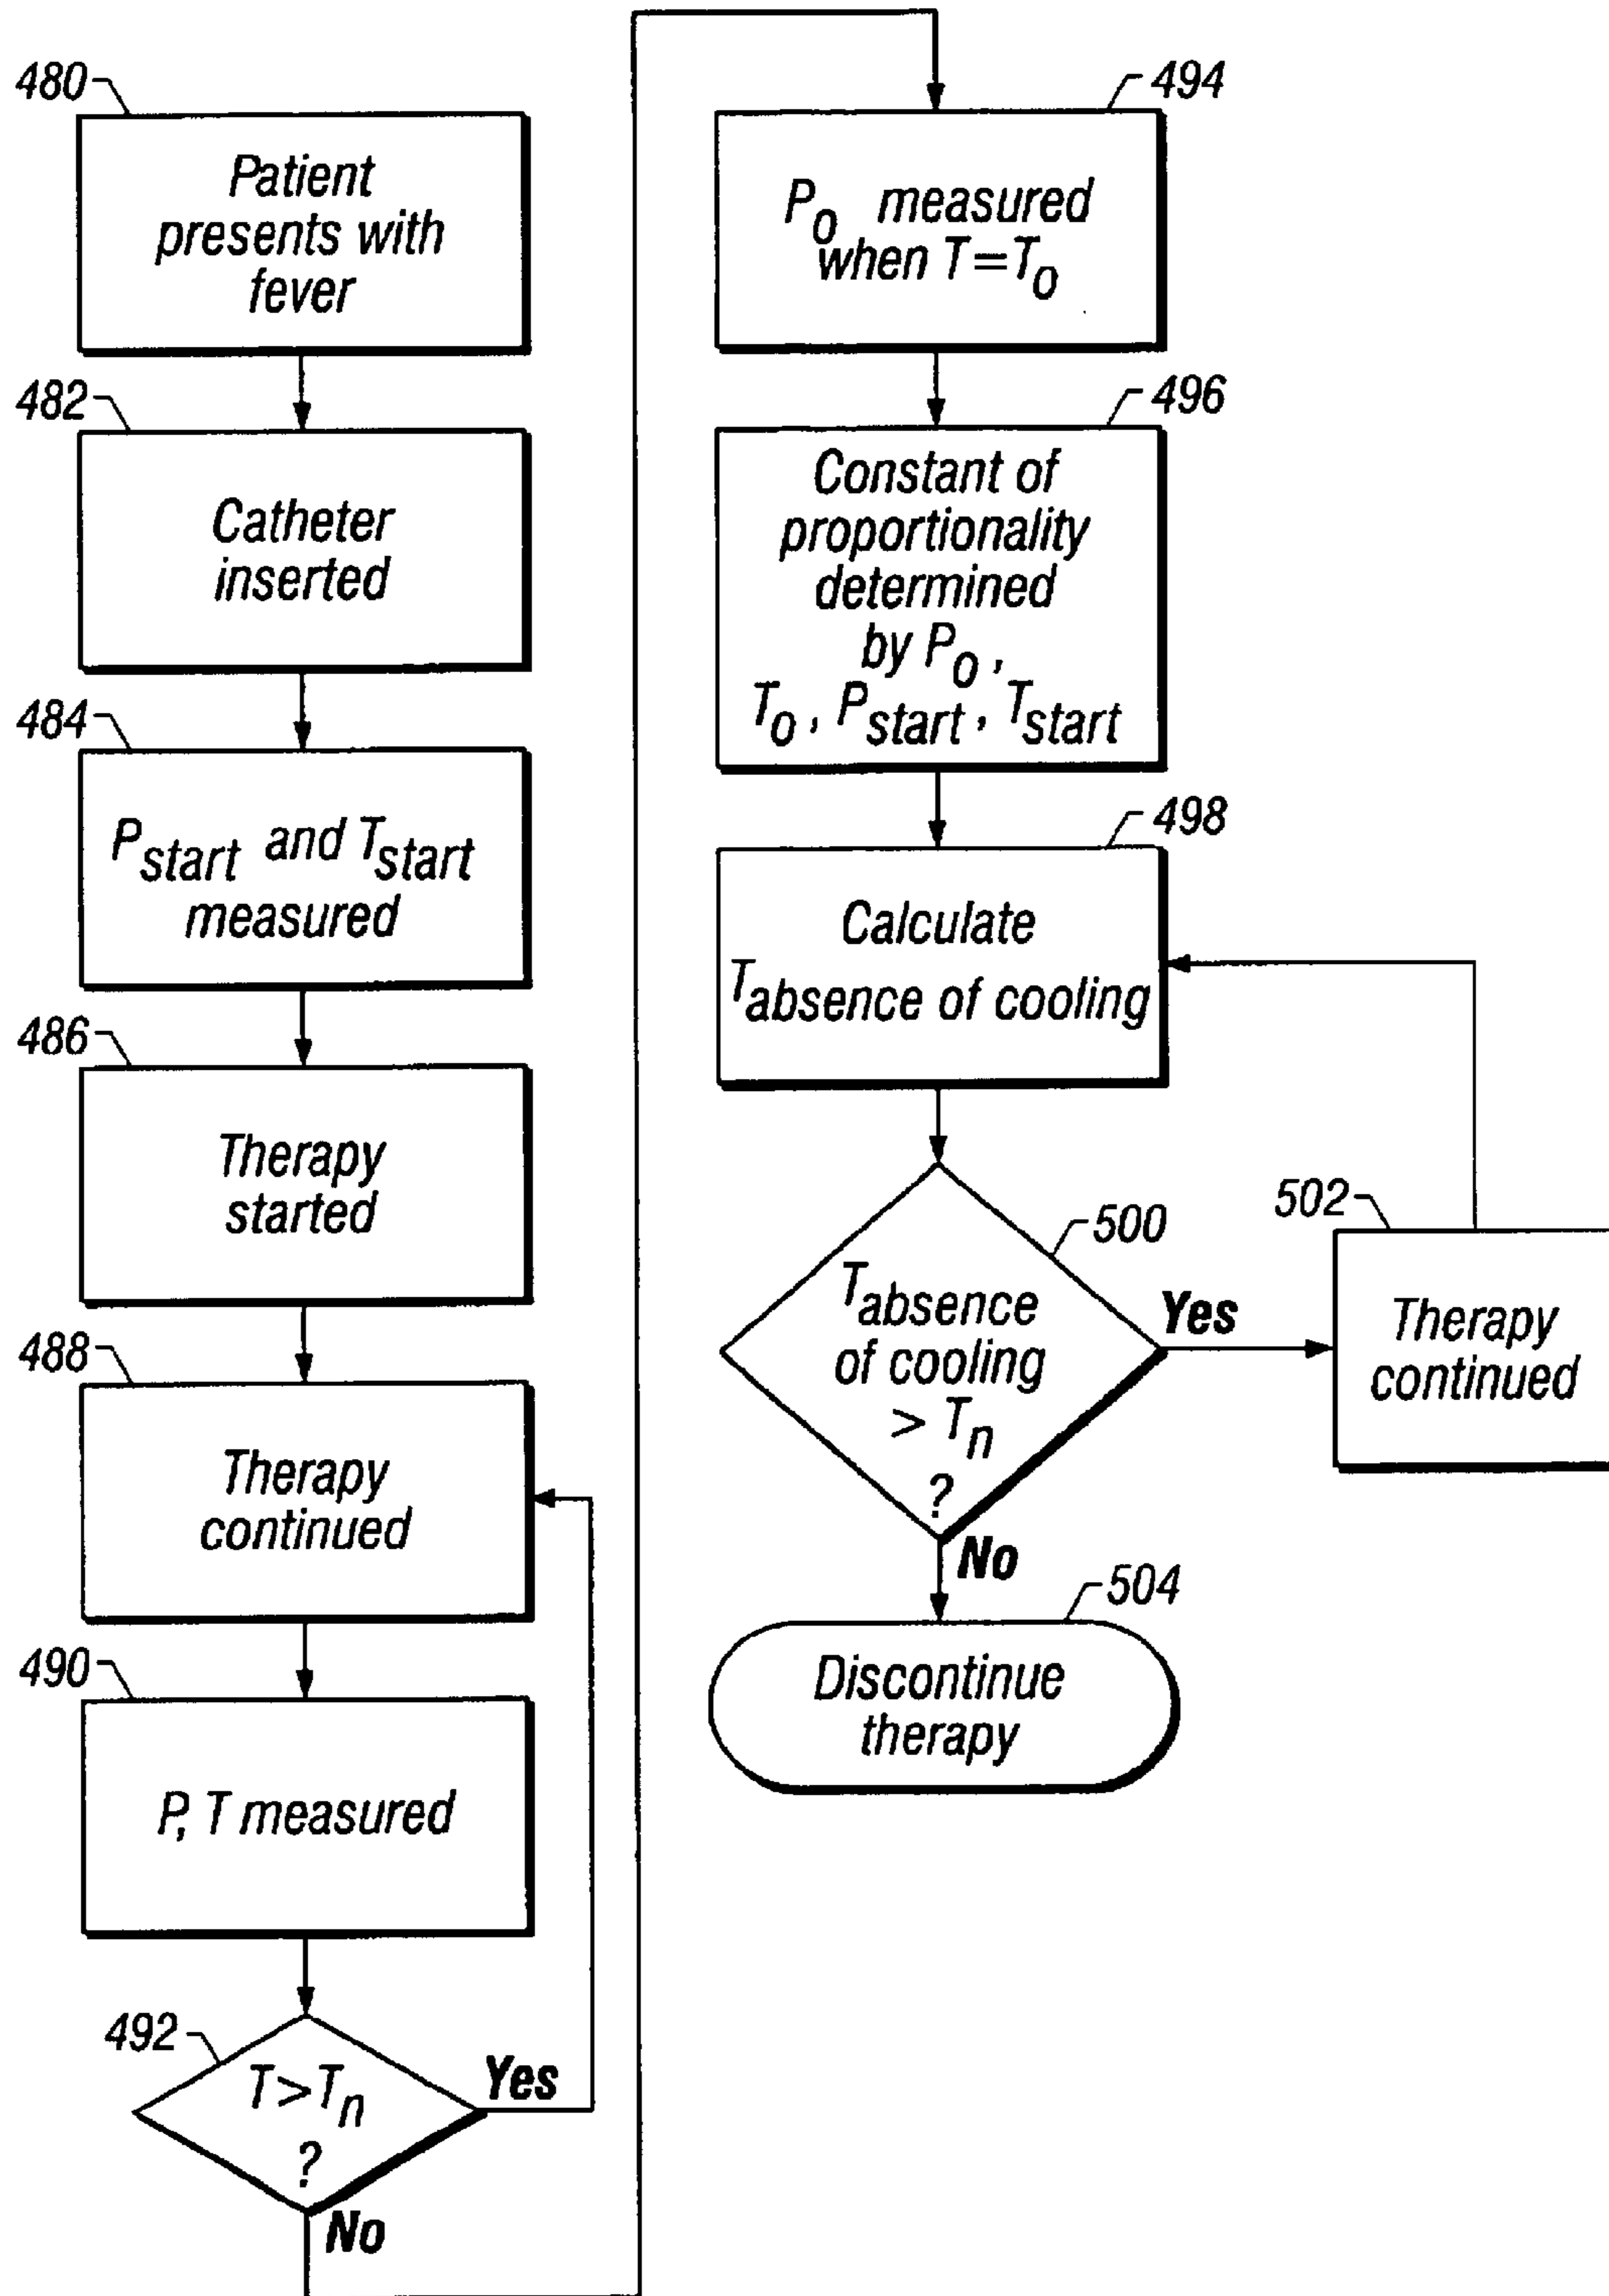 480
Patient
presents with
fever
482
Catheter
inserted
484
P start and T start
measured
486
Therapy
started
488
Therapy
continued
490
P, T measured
492
T>Tn
?
Yes
No
494
Po measured
when T=To
496
Constant of
proportionality
determined
by Po,
To, Pstart, Tstart
498
Calculate
Tabsence of cooling
500
Tabsence
of cooling
> Tn
?
Yes
No
502
Therapy
continued
504
Discontinue
therapy